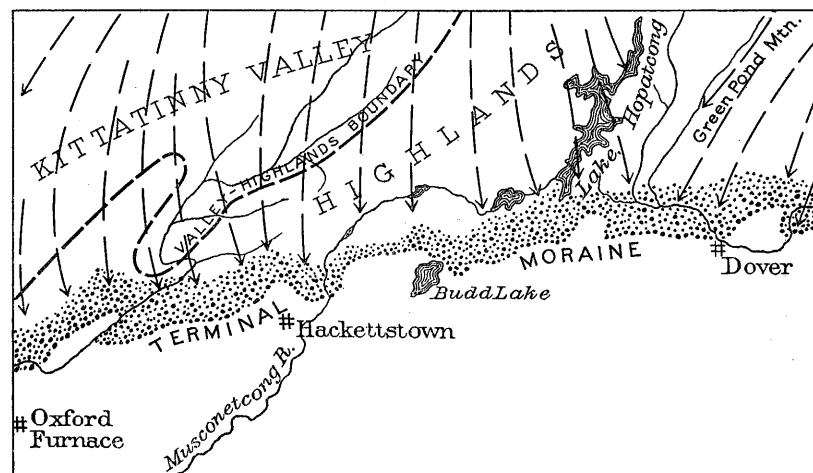 KITTATINNY VALLEY
VALLEY-HIGHLANDS BOUNDARY
HIGHLANDS
Lake Hopatcong
Green Pond Mtn.
TERMINAL MORAINE
Dover
Budd Lake
Hackettstown
Musconetcong R.
Oxford
Furnace